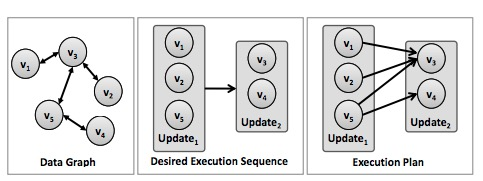 v1
v3
v2
v5
v4
Data Graph
v1
v2
v5
Update1
v3
v4
Update2
Desired Execution Sequence
v1
v2
v5
Update1
v3
v4
Update2
Execution Plan